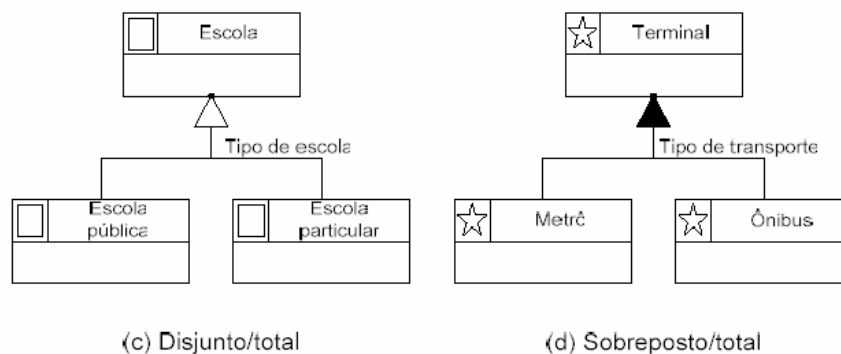 Escola
Tipo de escola
Escola pública
Escola particular
(c) Disjunto/total
Terminal
Tipo de transporte
Metrô
Ônibus
(d) Sobreposto/total